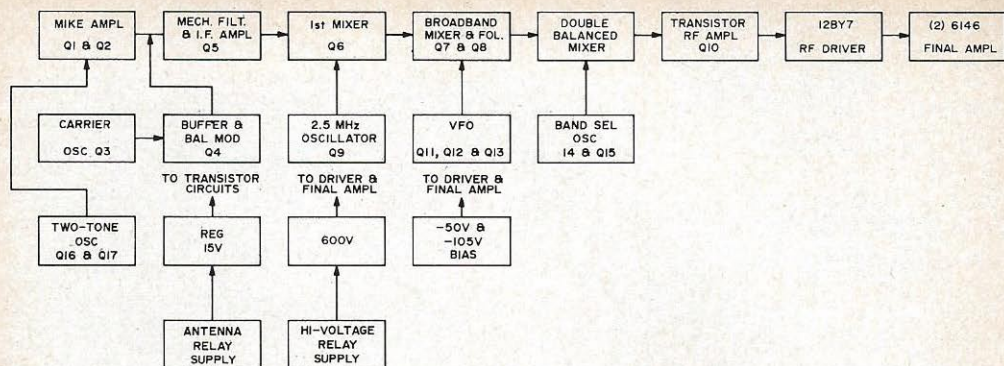 MIKE AMPL
Q1 & Q2
MECH. FILT.
& I.F. AMPL
Q5
1st MIXER
Q6
BROADBAND
MIXER & FOL.
Q7 & Q8
DOUBLE
BALANCED
MIXER
TRANSISTOR
RF AMPL
Q10
12BY7
RF DRIVER
(2) 6146
FINAL AMPL
CARRIER
OSC Q3
BUFFER &
BAL MOD
Q4
2.5 MHz
OSCILLATOR
Q9
VFO
Q11, Q12 & Q13
BAND SEL
OSC
14 & Q15
TO TRANSISTOR
CIRCUITS
TO DRIVER &
FINAL AMPL
TO DRIVER &
FINAL AMPL
TWO-TONE
OSC
Q16 & Q17
REG
15V
600V
-50V &
-105V
BIAS
ANTENNA
RELAY
SUPPLY
HI-VOLTAGE
RELAY
SUPPLY